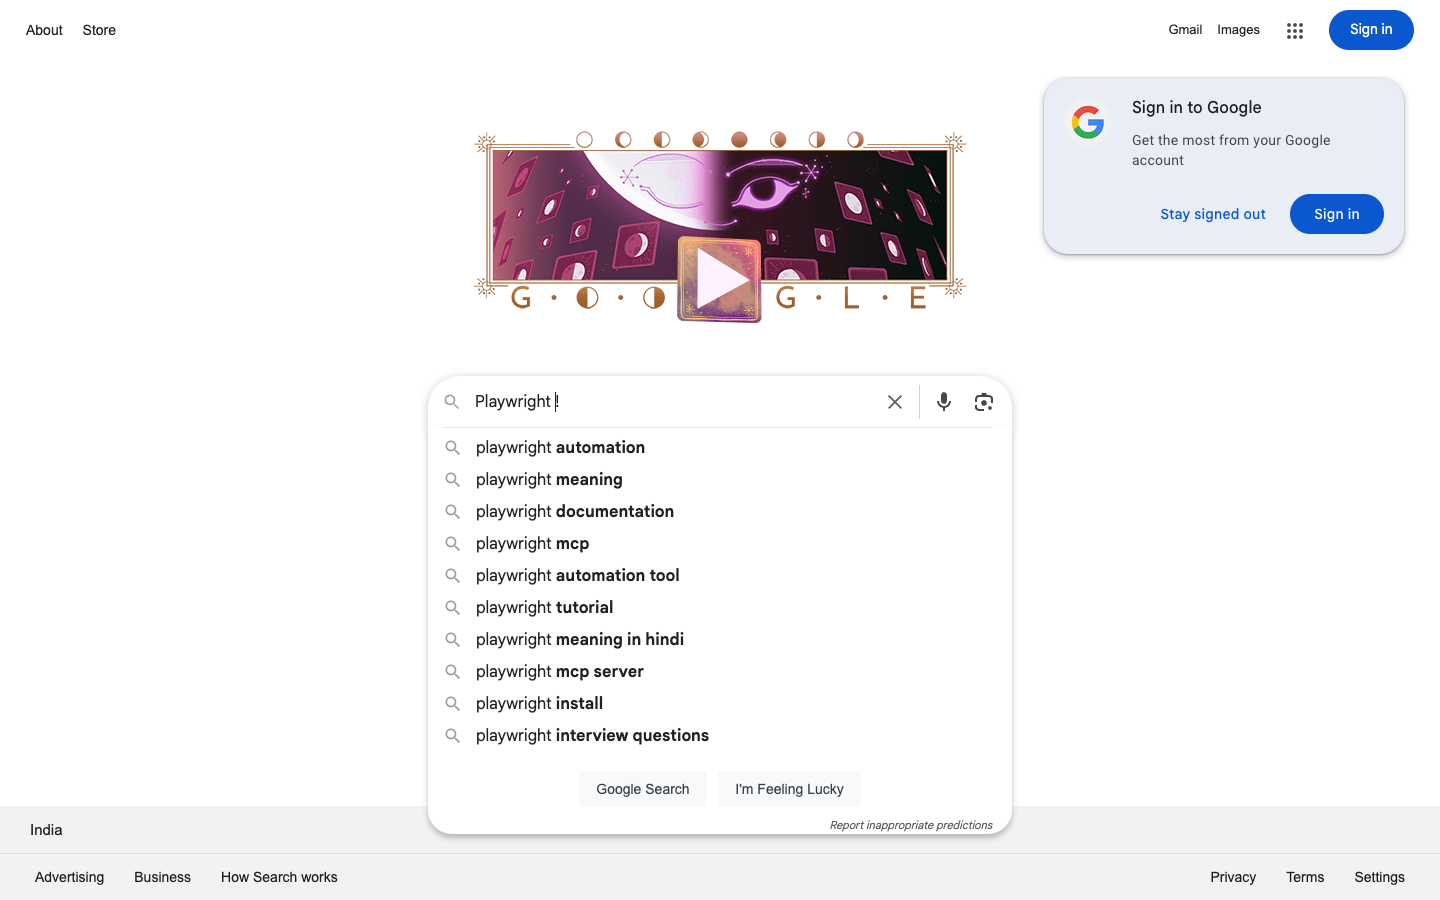 About Store
Gmail Images Sign in
Sign in to Google
Get the most from your Google
account
Stay signed out Sign in
G · · G · L · E
Playwright !
playwright automation
playwright meaning
playwright documentation
playwright mcp
playwright automation tool
playwright tutorial
playwright meaning in hindi
playwright mcp server
playwright install
playwright interview questions
Google Search I'm Feeling Lucky
Report inappropriate predictions
India
Advertising Business How Search works
Privacy Terms Settings